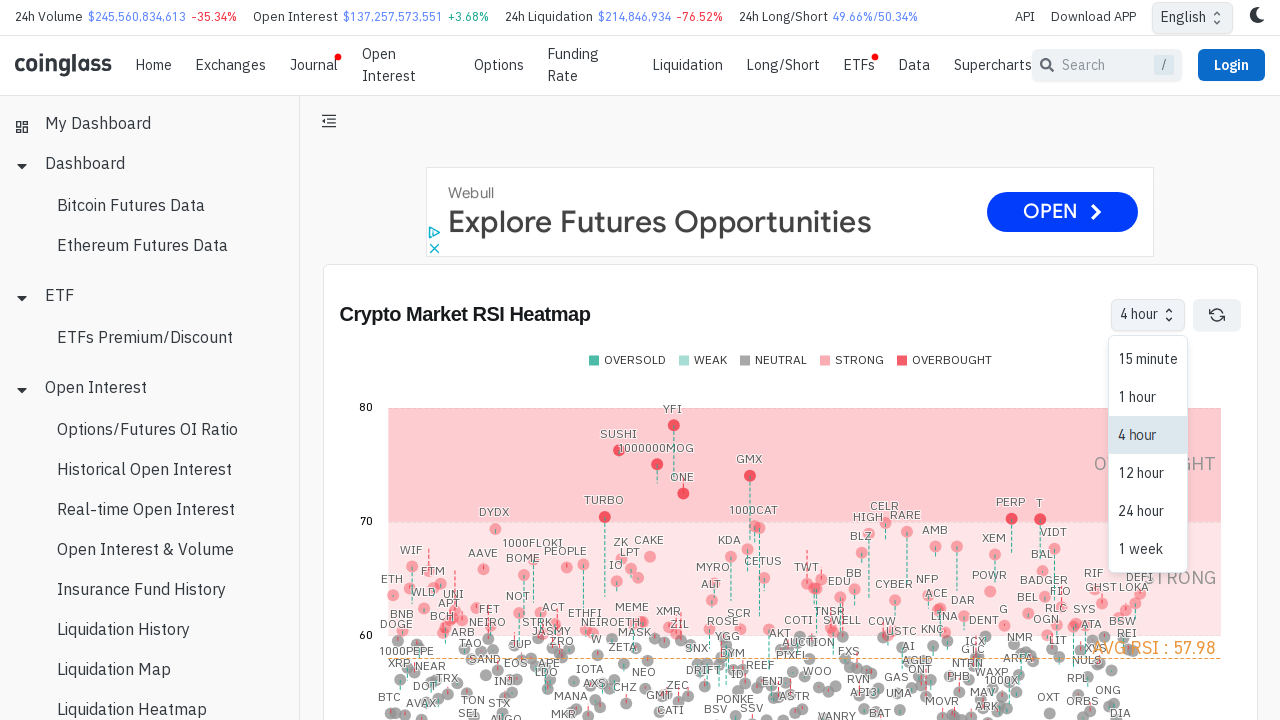 24h Volume $245,560,834,613 -35.34% Open Interest $137,257,573,551 +3.68% 24h Liquidation $214,846,934 -76.52% 24h Long/Short 49.66%/50.34% API Download APP English
coinglass Home Exchanges Journal Open Interest Options Funding Rate Liquidation Long/Short ETFs Data Supercharts Search / Login
My Dashboard
Dashboard
Bitcoin Futures Data
Ethereum Futures Data
ETF
ETFs Premium/Discount
Open Interest
Options/Futures OI Ratio
Historical Open Interest
Real-time Open Interest
Open Interest & Volume
Insurance Fund History
Liquidation History
Liquidation Map
Liquidation Heatmap
Webull
Explore Futures Opportunities
OPEN
Crypto Market RSI Heatmap
4 hour
15 minute
1 hour
4 hour
12 hour
24 hour
1 week
OVERSOLD WEAK NEUTRAL STRONG OVERBOUGHT
80
YFI
SUSHI
1000000MOG
GMX
ONE
TURBO
1000CAT
PERP T
70
DYDX
CELR
HIGH RARE
AMB
VIDT
WIF
AAVE
1000FLOKI
BOME
PEOPLE
ZK
CAKE
LPT
IO
KDA
CETUS
BLZ
XEM
BAL
STRONG
ETH
FTM
WLD
UNI
NOT
MYRO
ALT
TWT
EDU
BB
CYBER
NFP
POWR
BADGER
RIF
DEFI
GHST
LOKA
BNB
DOGE
BCH
APT
FET
NEIRO
ARB
ACT
STRK
JASMY
ETHFI
NEIROETH
MEME
MASK
XMR
ZIL
ROSE
SCR
AKT
COTI
TNSR
SWELL
COW
USTC
ACE
LINA
KNC
DAR
DENT
G
BEL
FIO
RLC
OGN
SYS
ATA
BSW
REI
60
1000PEPE
XRP
NEAR
TAO
SAND
JUP
EOS
ZRO
W
APE
LDO
IOTA
ZETA
NEO
SNX
YGG
DYM
DRIFT
ID
REEF
AUCTION
PIXEL
FXS
WOO
AI
AGLD
ONT
ICX
GTC
NTRN
NMR
ARPA
LIT
XVS
NULS
AVG RSI : 57.98
BTC
DOT
TRX
AVAX
TON
SEI
INJ
STX
ALGO
MANA
MKR
AXS
CHZ
GMT
CATI
ZEC
PONKE
BSV
SSV
ENJ
ASTR
VANRY
RVN
API3
BAT
GAS
UMA
PHB
MOVR
WAXP
MAV
1000X
ARK
OXT
RPL
ORBS
ONG
DIA